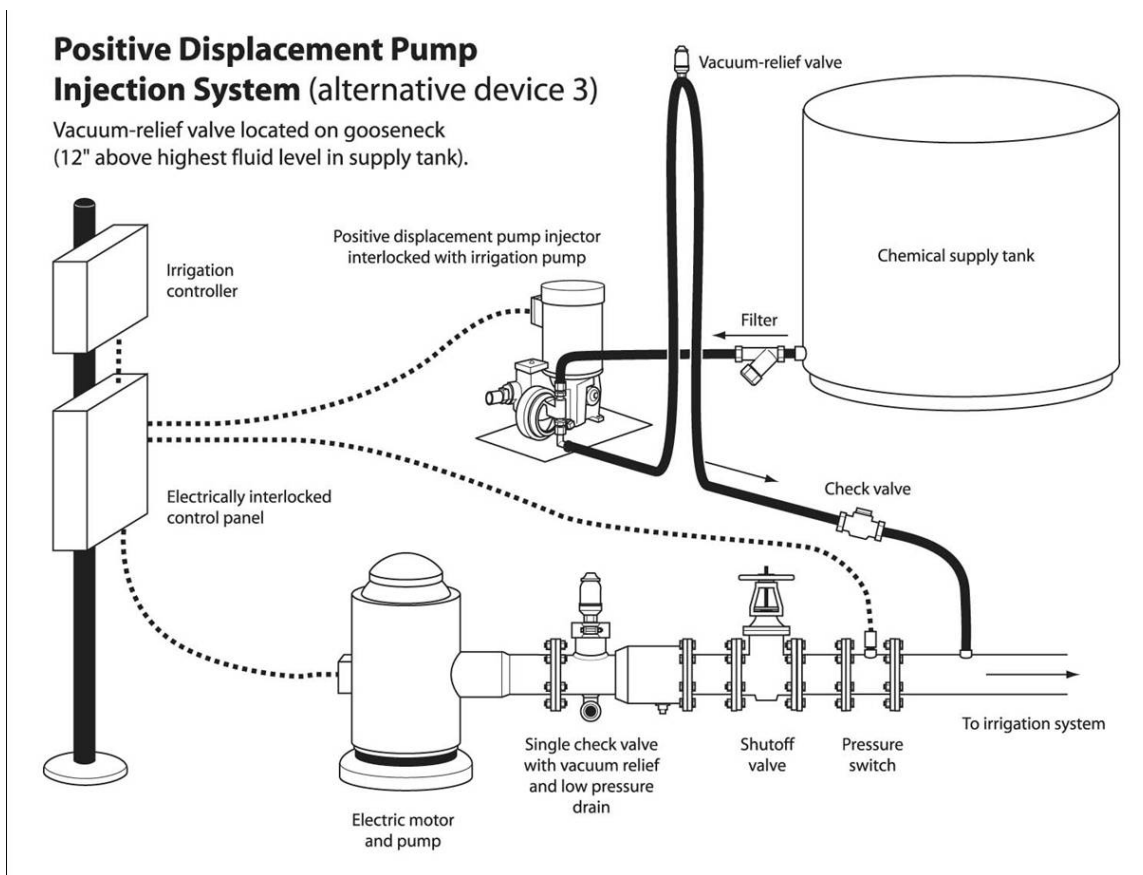 Positive Displacement Pump
Injection System (alternative device 3)
Vacuum-relief valve located on gooseneck
(12" above highest fluid level in supply tank).
Vacuum-relief valve
Chemical supply tank
Positive displacement pump injector
interlocked with irrigation pump
Irrigation
controller
Filter
Electrically interlocked
control panel
Check valve
To irrigation system
Single check valve
with vacuum relief
and low pressure
drain
Shutoff
valve
Pressure
switch
Electric motor
and pump